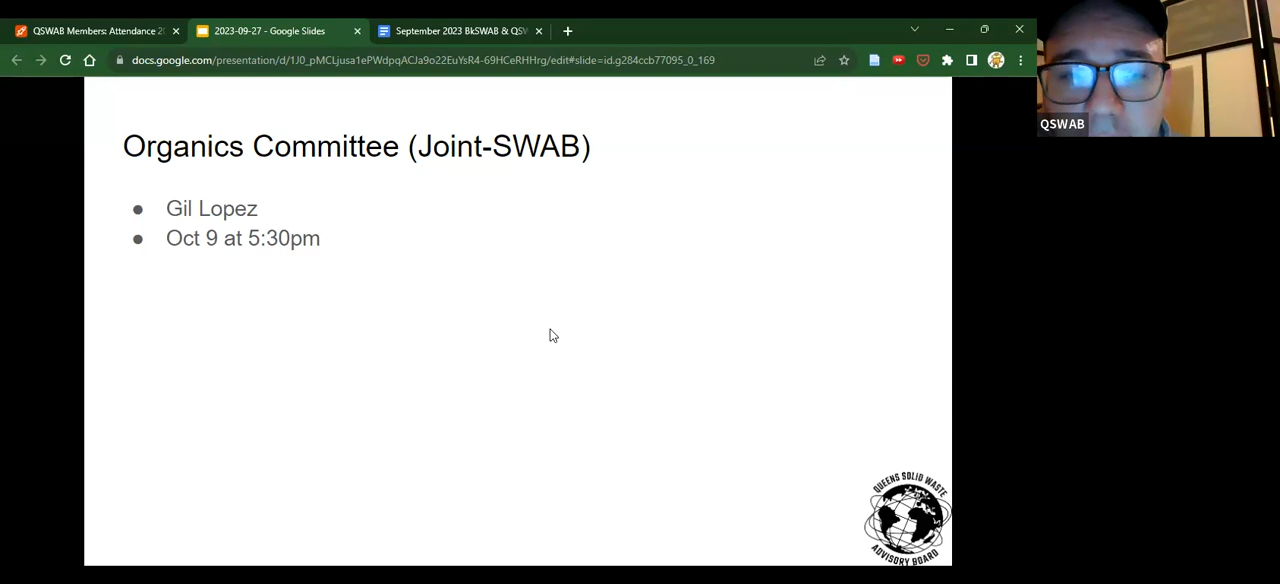 QSWAB Members: Attendance 20
2023-09-27 - Google Slides
September 2023 BkSWAB & QSW
docs.google.com/presentation/d/1J0_pMCLjusa1ePWdpqACJa9o22EuYsR4-69HCeRHHrg/edit#slide=id.g284ccb77095_0_169
QSWAB
Organics Committee (Joint-SWAB)
● Gil Lopez
● Oct 9 at 5:30pm
QUEENS SOLID WASTE
ADVISORY BOARD